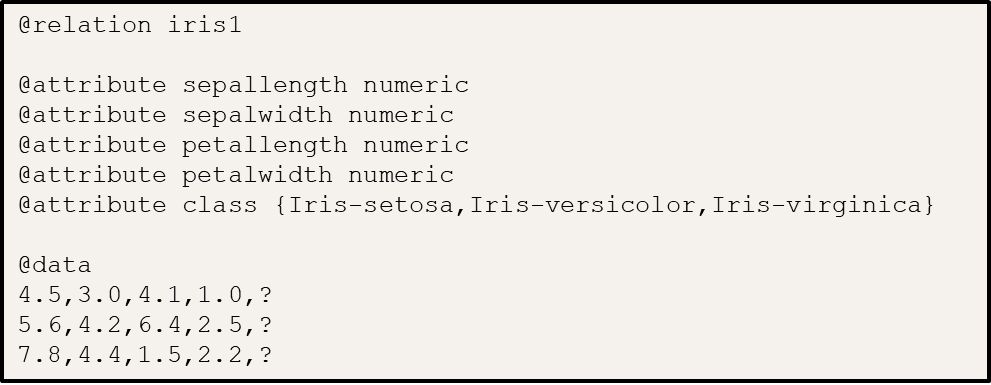 @relation iris1
@attribute sepallength numeric
@attribute sepalwidth numeric
@attribute petallength numeric
@attribute petalwidth numeric
@attribute class {Iris-setosa,Iris-versicolor,Iris-virginica}
@data
4.5,3.0,4.1,1.0,?
5.6,4.2,6.4,2.5,?
7.8,4.4,1.5,2.2,?